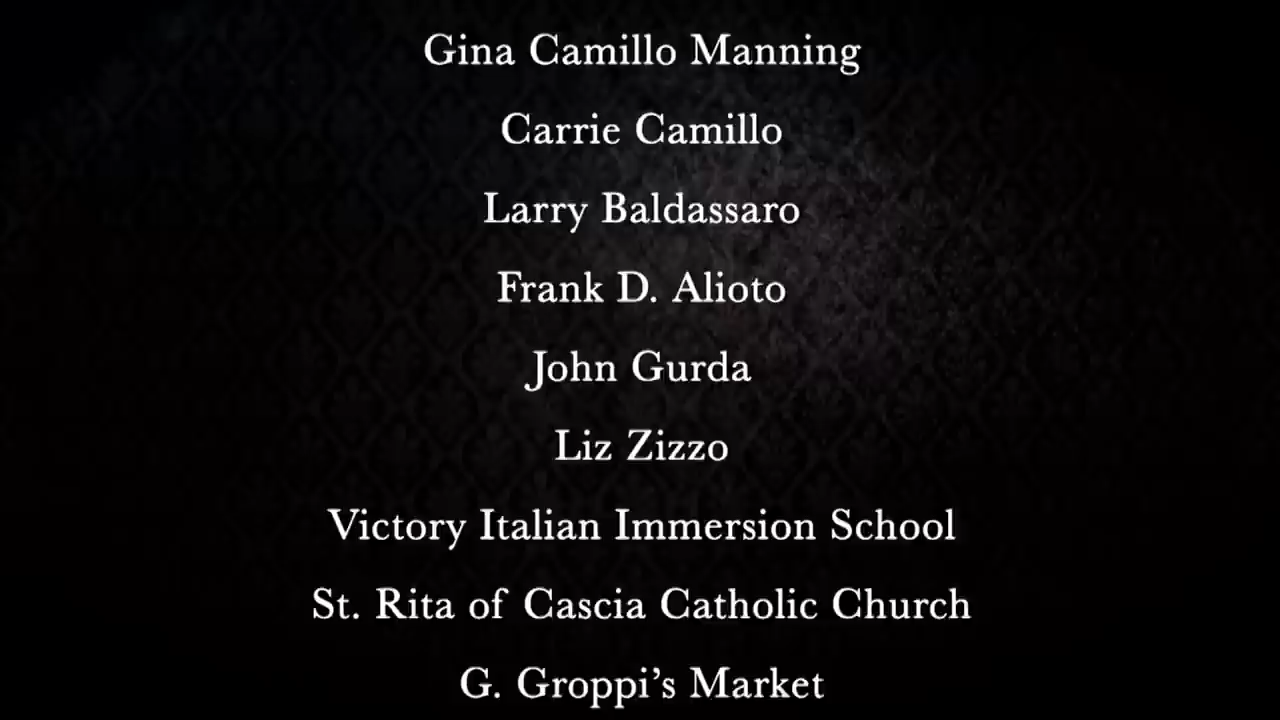 Gina Camillo Manning
Carrie Camillo
Larry Baldassaro
Frank D. Alioto
John Gurda
Liz Zizzo
Victory Italian Immersion School
St. Rita of Cascia Catholic Church
G. Groppi’s Market